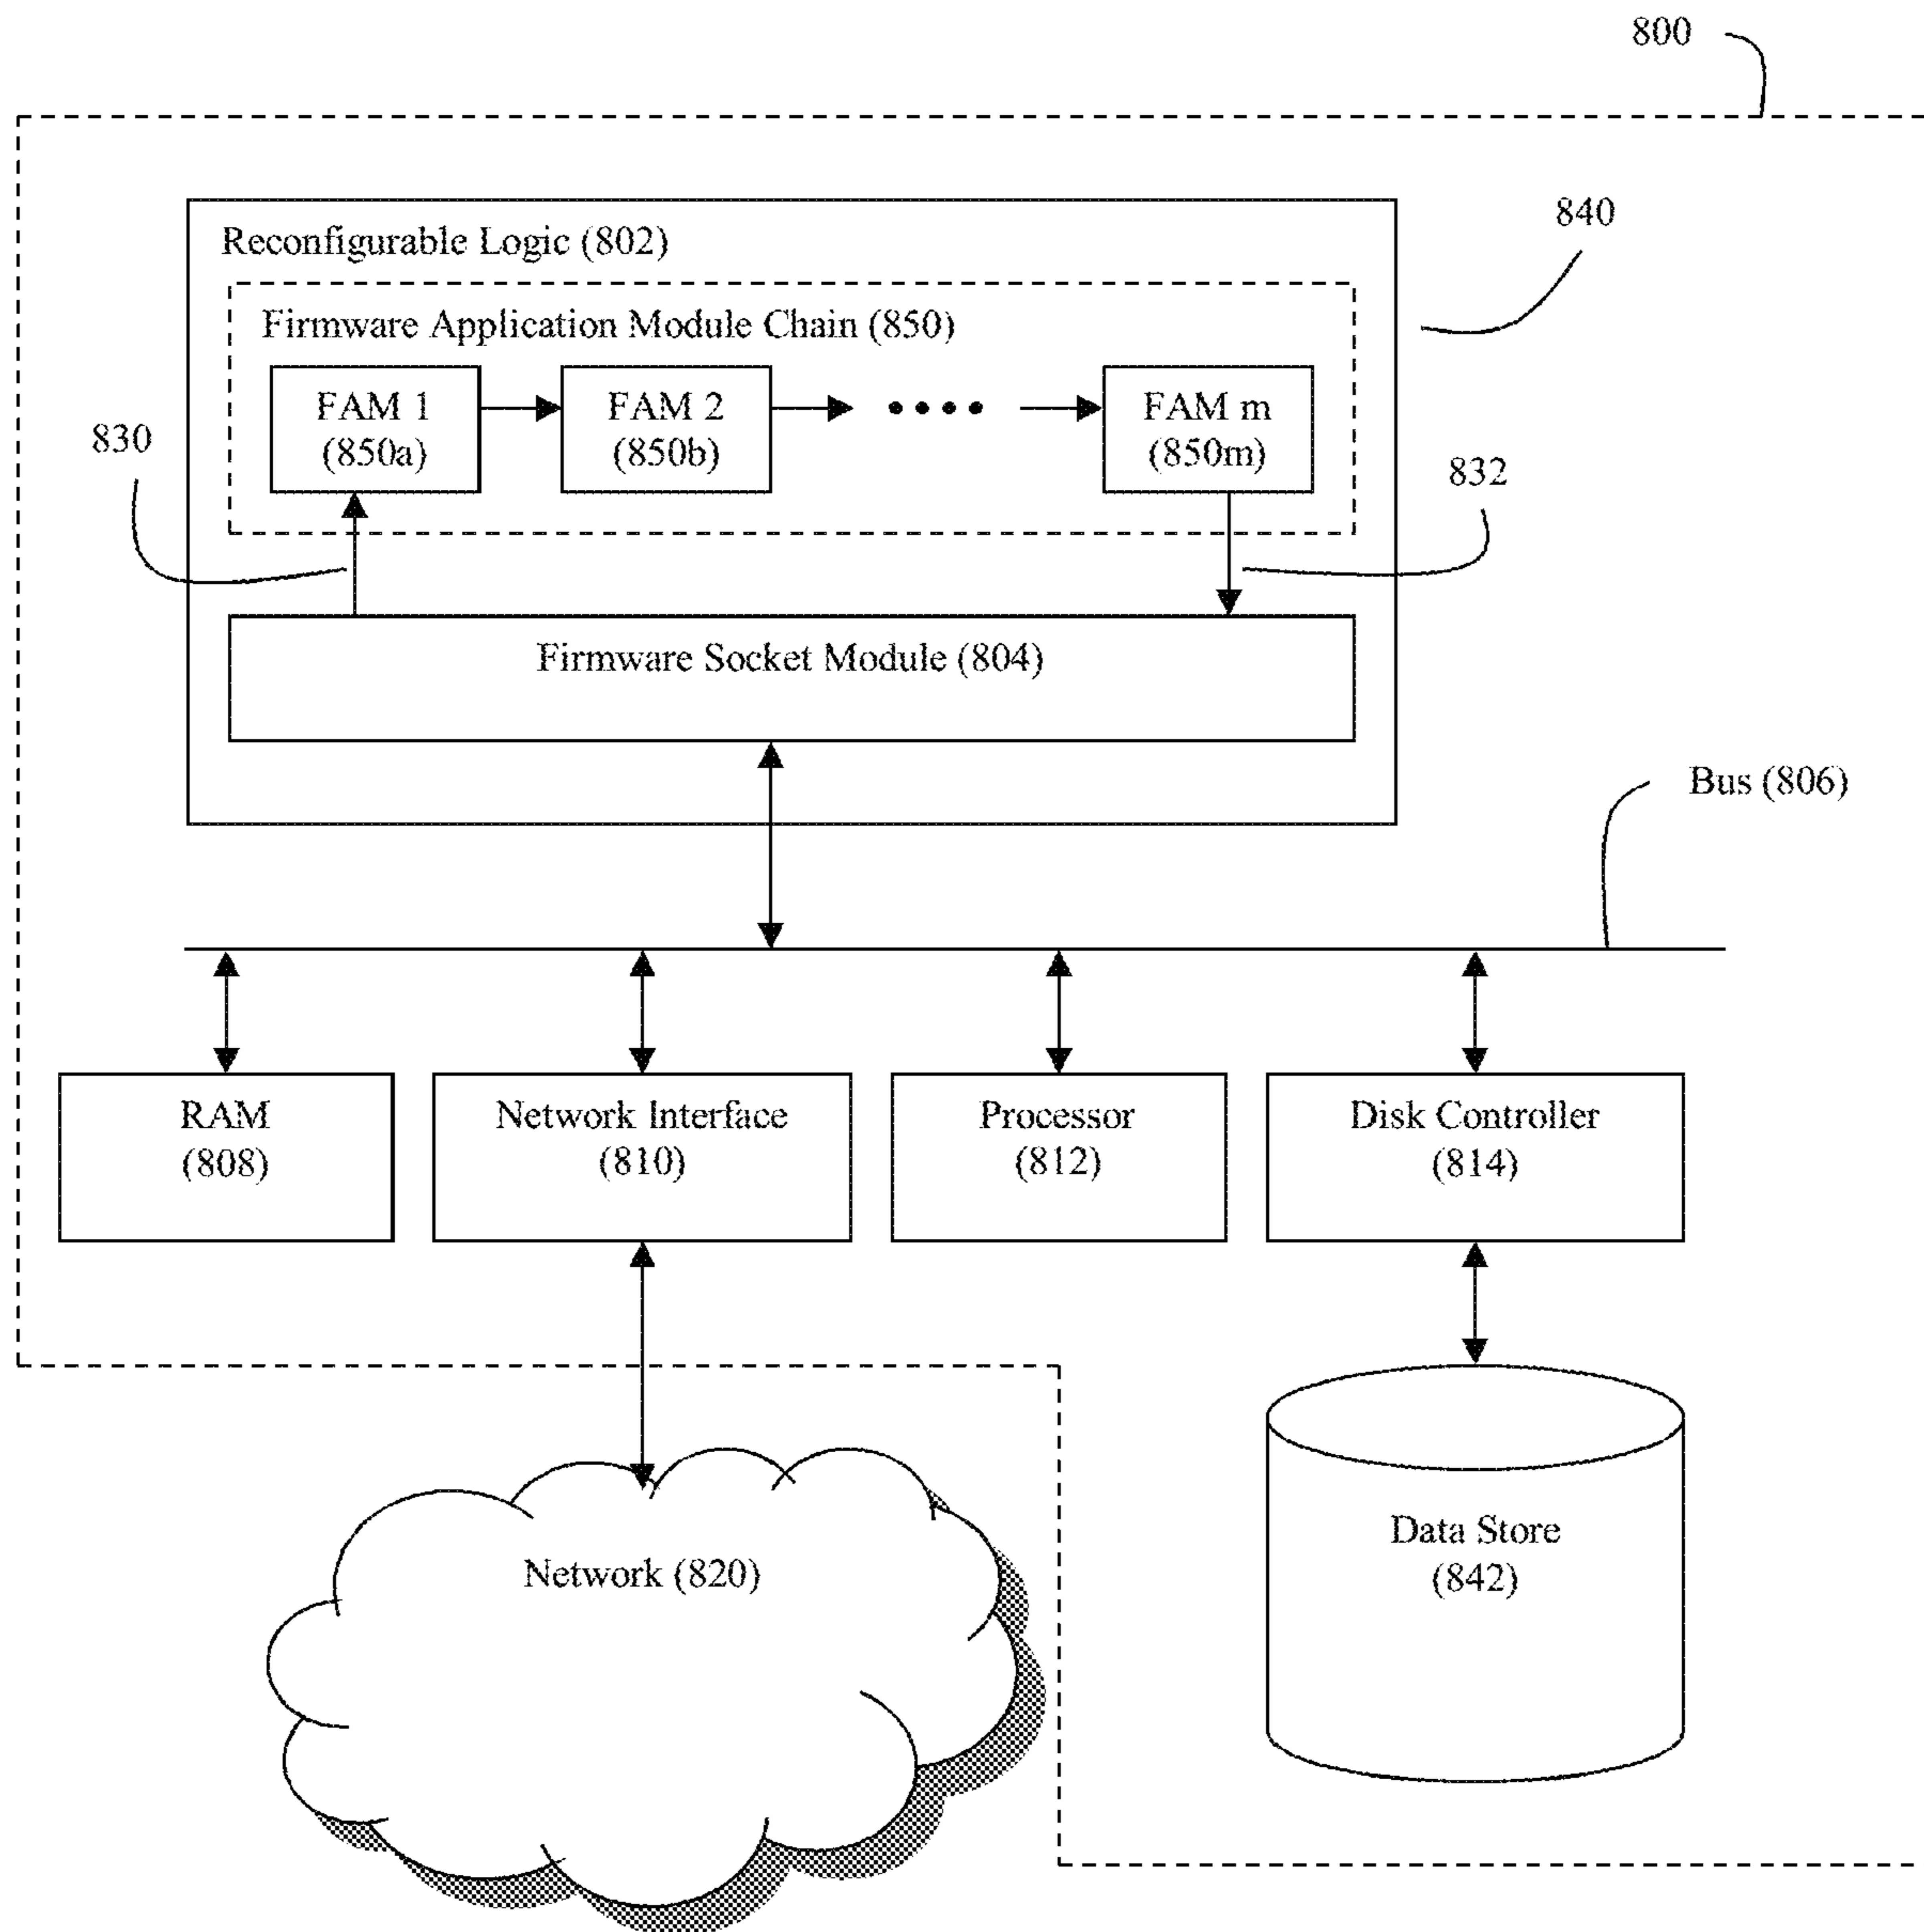 800
840
Reconfigurable Logic (802)
Firmware Application Module Chain (850)
FAM 1
(850a)
FAM 2
(850b)
FAM m
(850m)
830
832
Firmware Socket Module (804)
Bus (806)
RAM
(808)
Network Interface
(810)
Processor
(812)
Disk Controller
(814)
Network (820)
Data Store
(842)